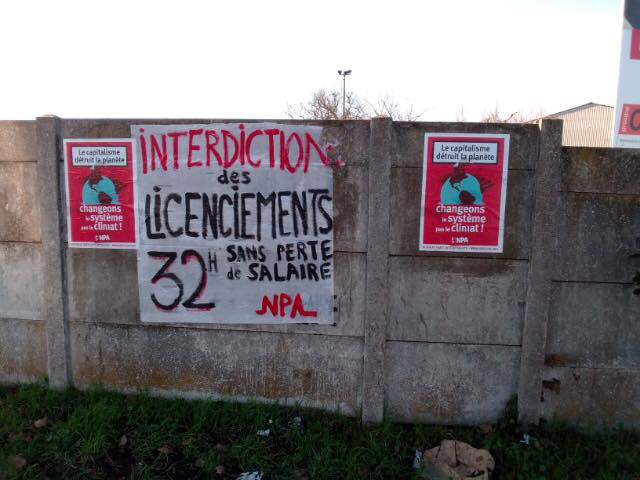 Le capitalisme
détruit la planète
changeons
le système
pas le climat !
NPA
INTERDICTION
des
LICENCIEMENTS
32H SANS PERTE
de SALAIRE
NPA
Le capitalisme
détruit la planète
changeons
le système
pas le climat !
NPA